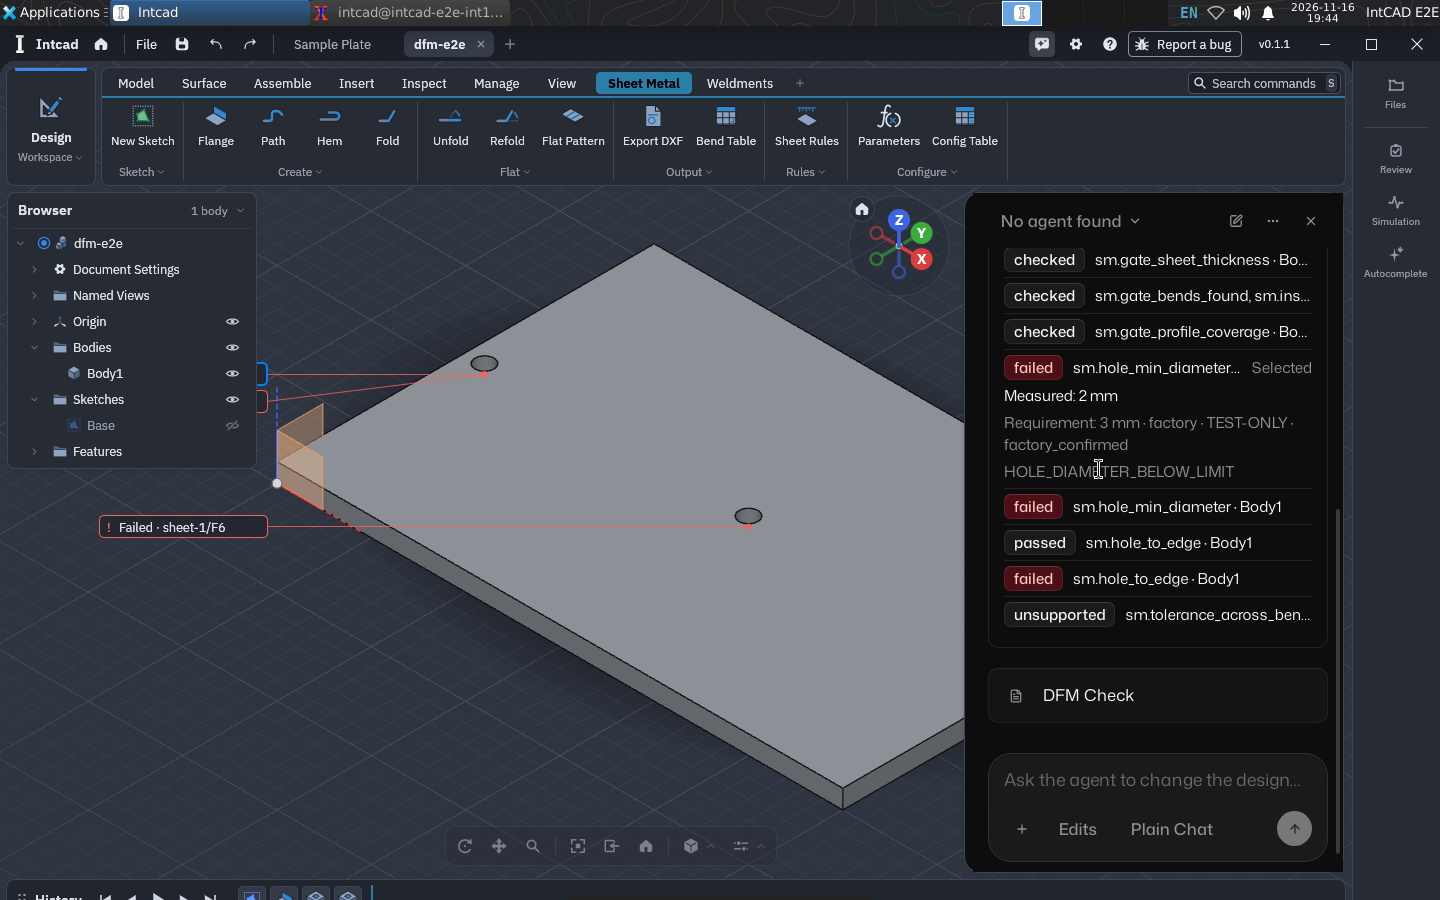 Applications
Intcad
intcad@intcad-e2e-int1...
EN
2026-11-16
19:44
IntCAD E2E
Intcad
File
Sample Plate
dfm-e2e
Report a bug
v0.1.1
Design
Workspace
Model
Surface
Assemble
Insert
Inspect
Manage
View
Sheet Metal
Weldments
Search commands
S
New Sketch
Flange
Path
Hem
Fold
Unfold
Refold
Flat Pattern
Export DXF
Bend Table
Sheet Rules
Parameters
Config Table
Sketch
Create
Flat
Output
Rules
Configure
Files
Review
Simulation
Autocomplete
Browser
1 body
dfm-e2e
Document Settings
Named Views
Origin
Bodies
Body1
Sketches
Base
Features
! Failed · sheet-1/F6
Z
Y
X
No agent found
checked sm.gate_sheet_thickness · Bo...
checked sm.gate_bends_found, sm.ins...
checked sm.gate_profile_coverage · Bo...
failed sm.hole_min_diameter... Selected
Measured: 2 mm
Requirement: 3 mm · factory · TEST-ONLY ·
factory_confirmed
HOLE_DIAMETER_BELOW_LIMIT
failed sm.hole_min_diameter · Body1
passed sm.hole_to_edge · Body1
failed sm.hole_to_edge · Body1
unsupported sm.tolerance_across_ben...
DFM Check
Ask the agent to change the design...
Edits
Plain Chat
History